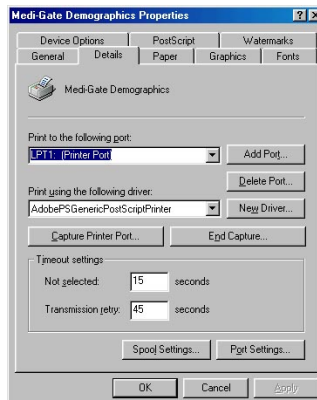 Medi-Gate Demographics Properties
Device Options PostScript Watermarks
General Details Paper Graphics Fonts
Medi-Gate Demographics
Print to the following port:
LPT1: (Printer Port
Add Port...
Delete Port...
Print using the following driver:
AdobePSGenericPostScriptPrinter
New Driver...
Capture Printer Port... End Capture...
Timeout settings
Not selected: 15 seconds
Transmission retry: 45 seconds
Spool Settings... Port Settings...
OK Cancel Apply